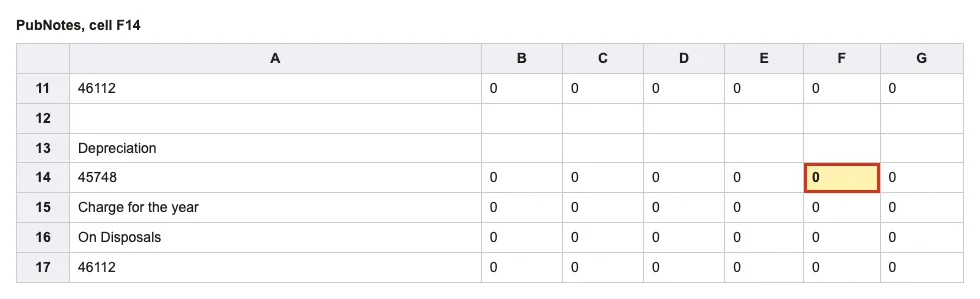 PubNotes, cell F14
A B C D E F G
11 46112 0 0 0 0 0 0
12
13 Depreciation
14 45748 0 0 0 0 0 0
15 Charge for the year 0 0 0 0 0 0
16 On Disposals 0 0 0 0 0 0
17 46112 0 0 0 0 0 0